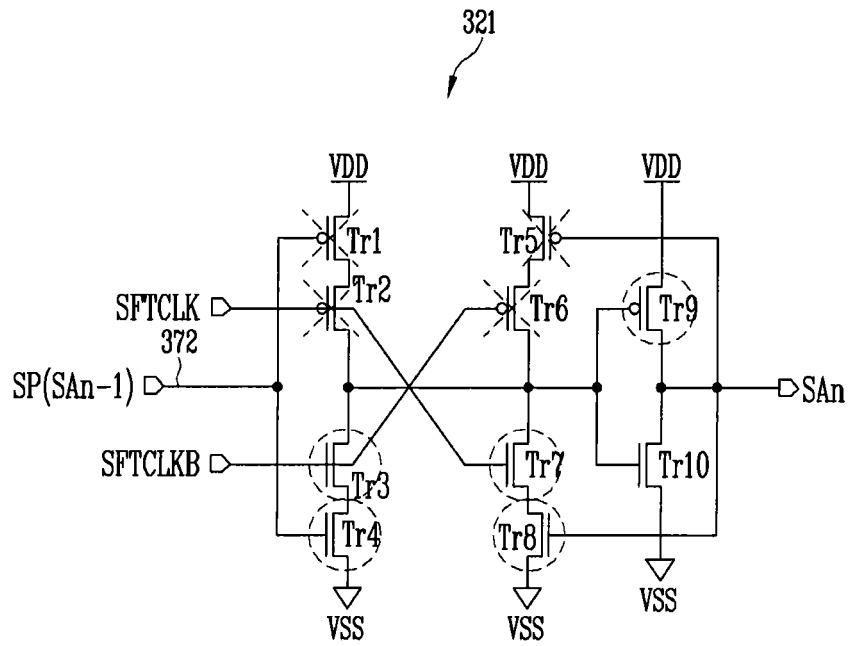 321
VDD VDD VDD
Tr1 Tr5
Tr2
SFTCLK Tr6 Tr9
372
SP(SAn-1) SAn
SFTCLKB Tr7 Tr10
Tr3
Tr4 Tr8
VSS VSS VSS